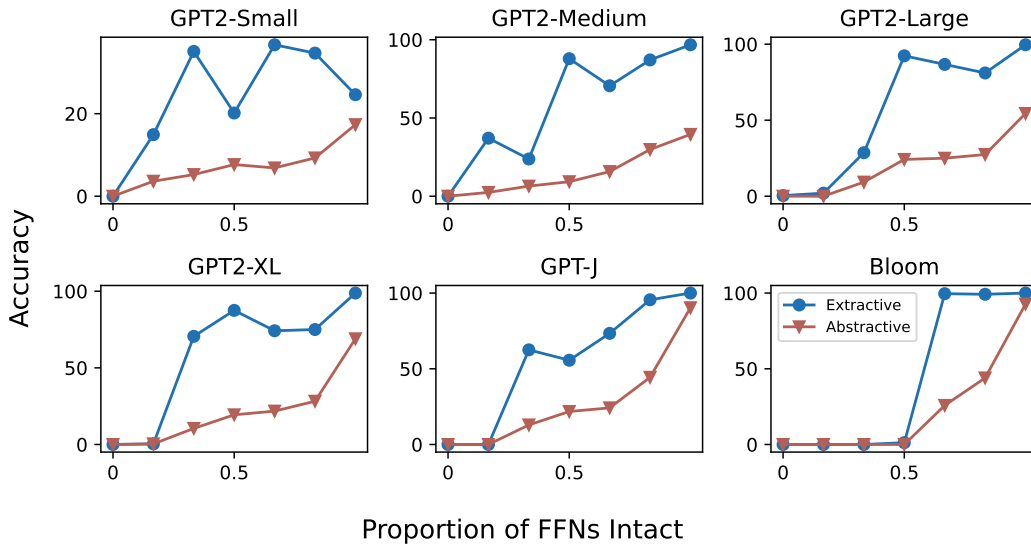 GPT2-Small
GPT2-Medium
GPT2-Large
20
0
0
0.5
100
50
0
0
0.5
100
50
0
0
0.5
Accuracy
GPT2-XL
GPT-J
Bloom
100
50
0
0
0.5
100
50
0
0
0.5
100
50
0
0
0.5
Extractive
Abstractive
Proportion of FFNs Intact